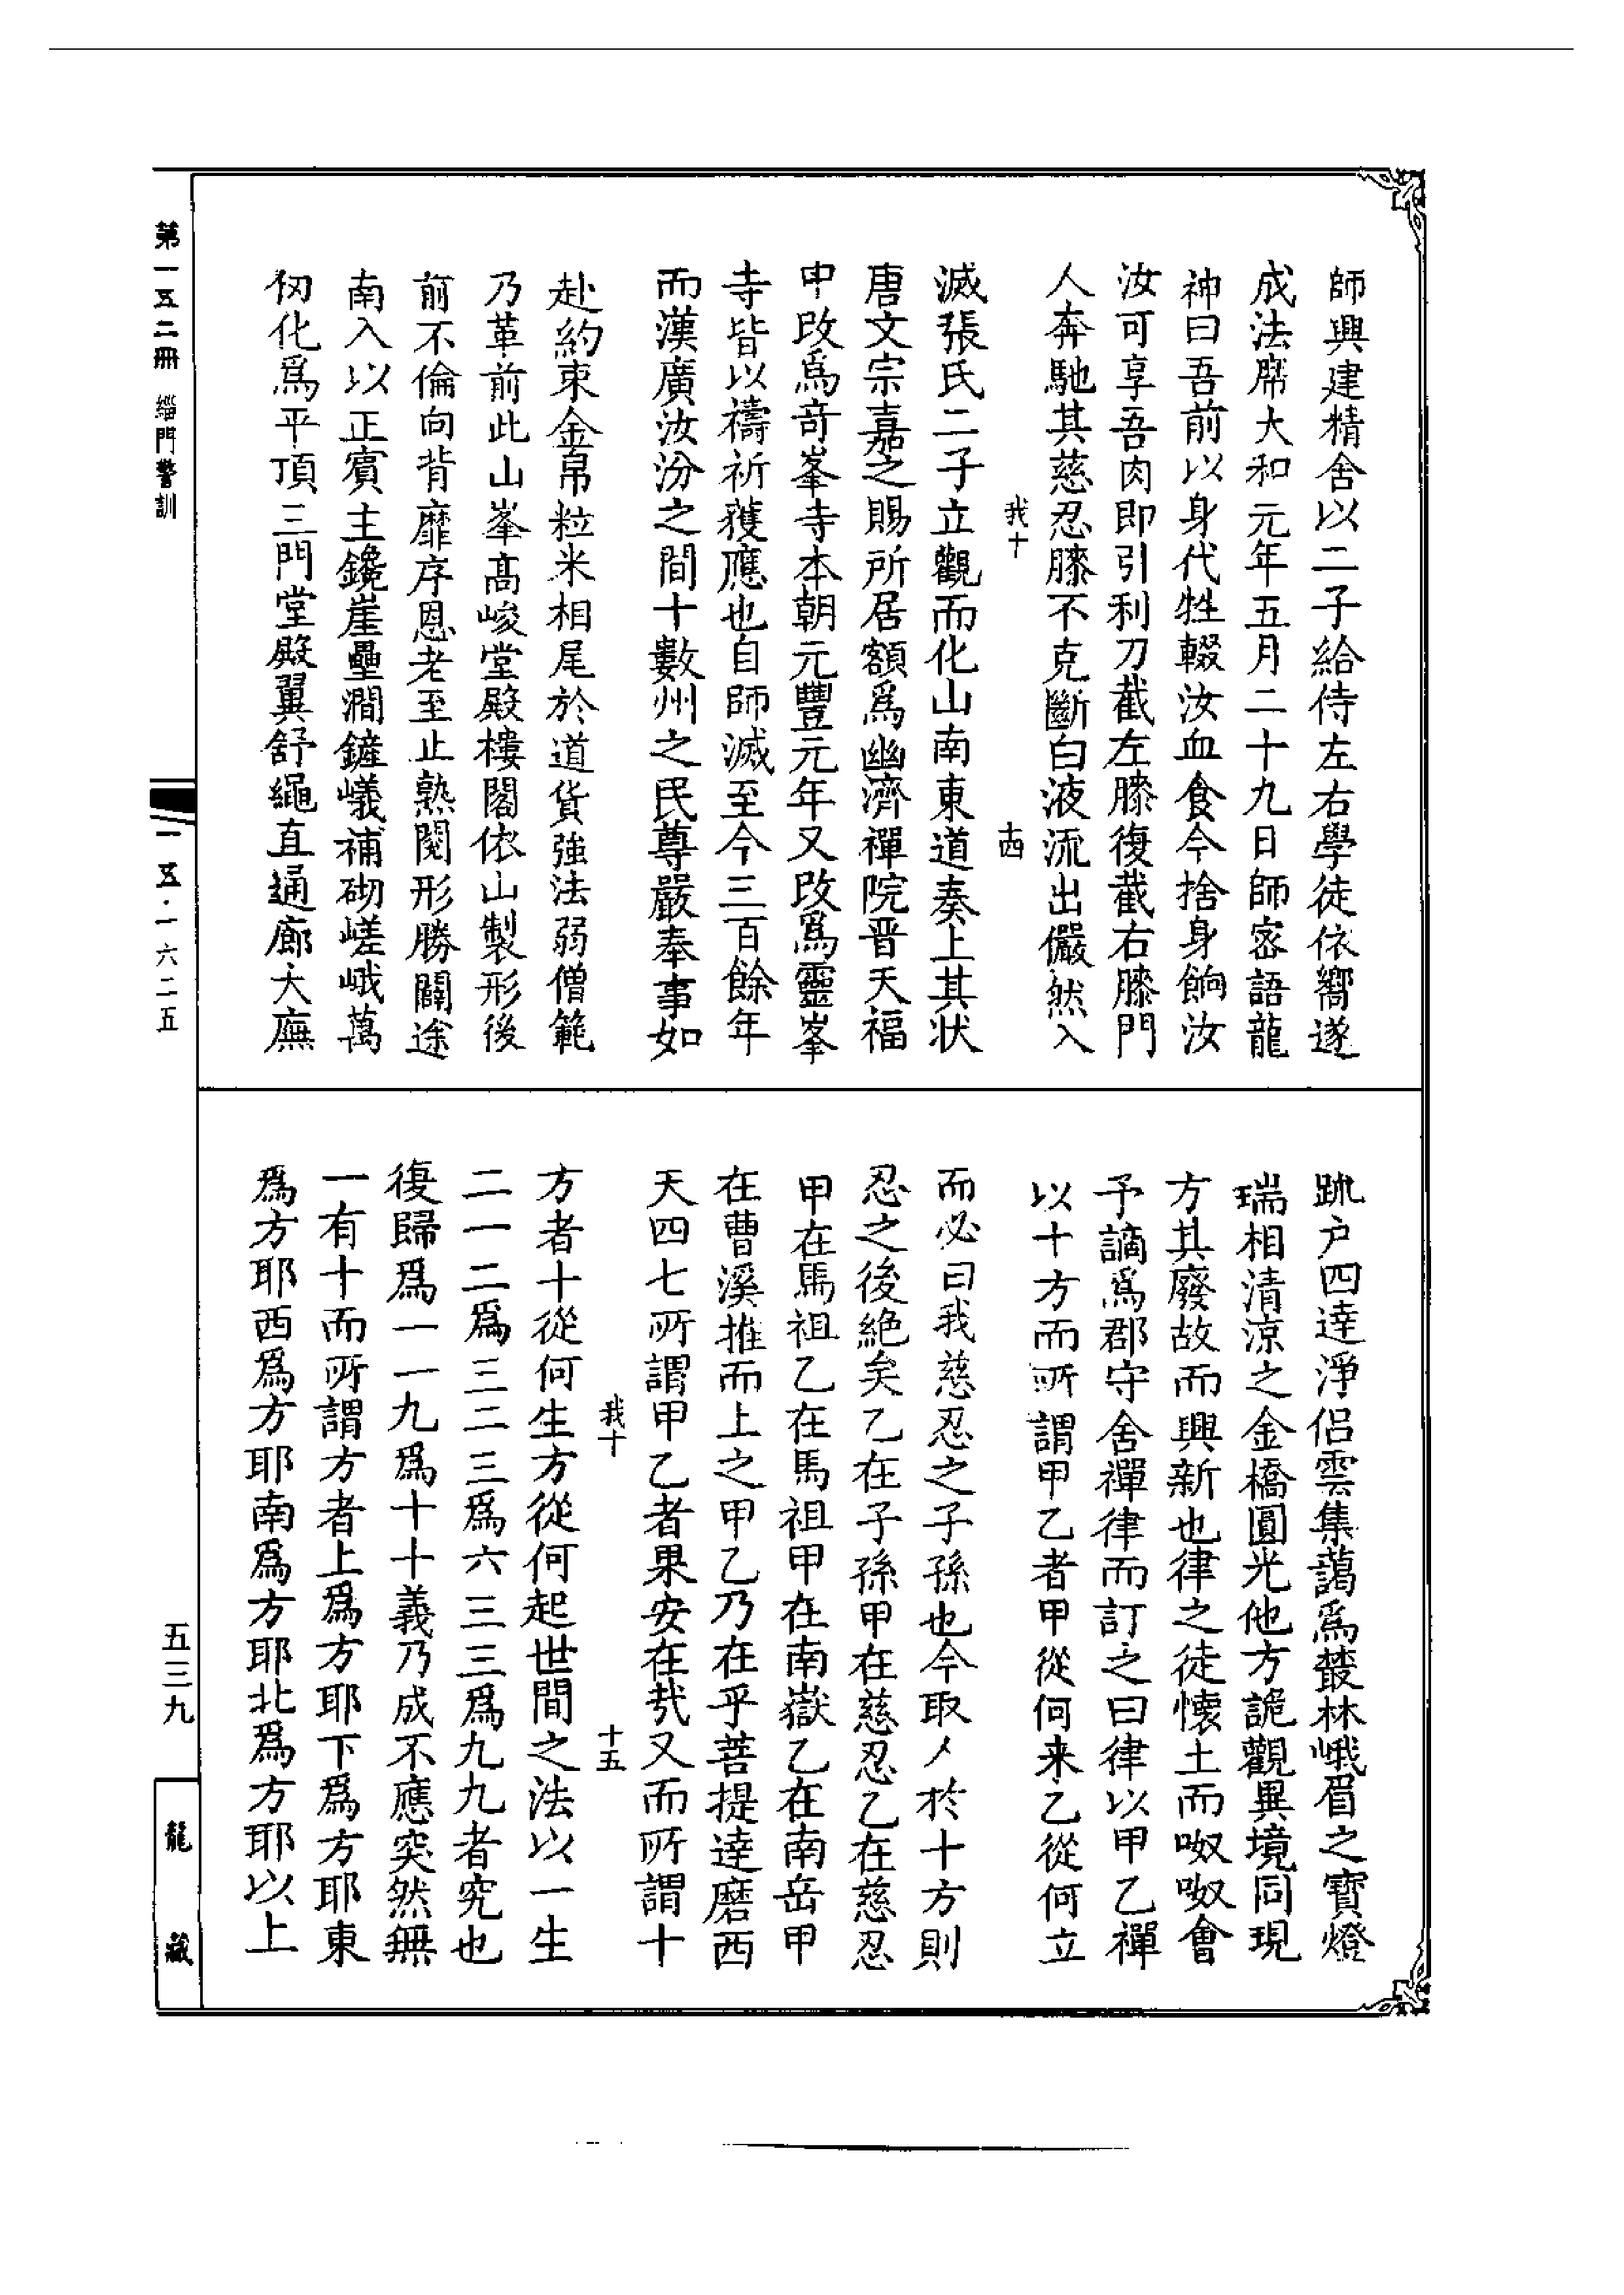 師興建精舍以二子給侍左右學徒依嚮遂
成法席大和元年五月二十九日師密語龍
神曰吾前以身代牲輟汝血食今捨身餉汝
汝可享吾肉即引利刀截左膝復截右膝門
人奔馳其慈忍膝不克斷白液流出儼然入
我十
十四
滅張氏二子立觀而化山南東道奏上其狀
唐文宗嘉之賜所居額爲幽濟禪院晉天福
中改爲奇峯寺本朝元豐元年又改爲靈峯
寺皆以禱祈獲應也自師滅至今三百餘年
而漢廣汝汾之間十數州之民尊嚴奉事如
赴約束金帛粒米相尾於道貨強法弱僧範
乃革前此山峯高峻堂殿樓閣依山製形後
前不倫向背靡序恩老至止熟閱形勝闢途
南入以正賓主鑱崖壘澗鏟巇補砌嵯峨萬
仞化爲平頂三門堂殿翼舒繩直通廊大廡
疏户四達淨侣雲集藹爲叢林峨眉之寶燈
瑞相清涼之金橋圓光他方詭觀異境同現
方其廢故而興新也律之徒懷土而呶呶會
予謫爲郡守舍禪律而訂之曰律以甲乙禪
以十方而所謂甲乙者甲從何来乙從何立
而必曰我慈忍之子孫也今取人於十方則
忍之後絶矣乙在子孫甲在慈忍乙在慈忍
甲在馬祖乙在馬祖甲在南嶽乙在南岳甲
在曹溪推而上之甲乙乃在乎菩提達磨西
天四七所謂甲乙者果安在哉又而所謂十
我十
十五
方者十從何生方從何起世間之法以一生
二一二爲三二三爲六三三爲九九者究也
復歸爲一一九爲十十義乃成不應突然無
一有十而所謂方者上爲方耶下爲方耶東
爲方耶西爲方耶南爲方耶北爲方耶以上
第一五二冊 緇門警訓
一五·一六二五
五三九
龍藏